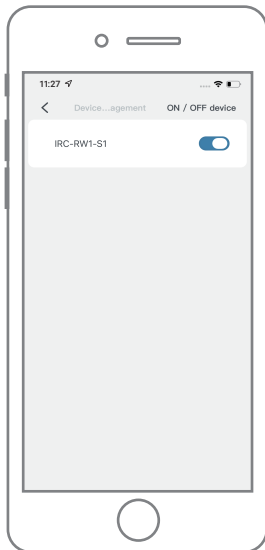 11:27
Device...agement ON / OFF device
IRC-RW1-S1